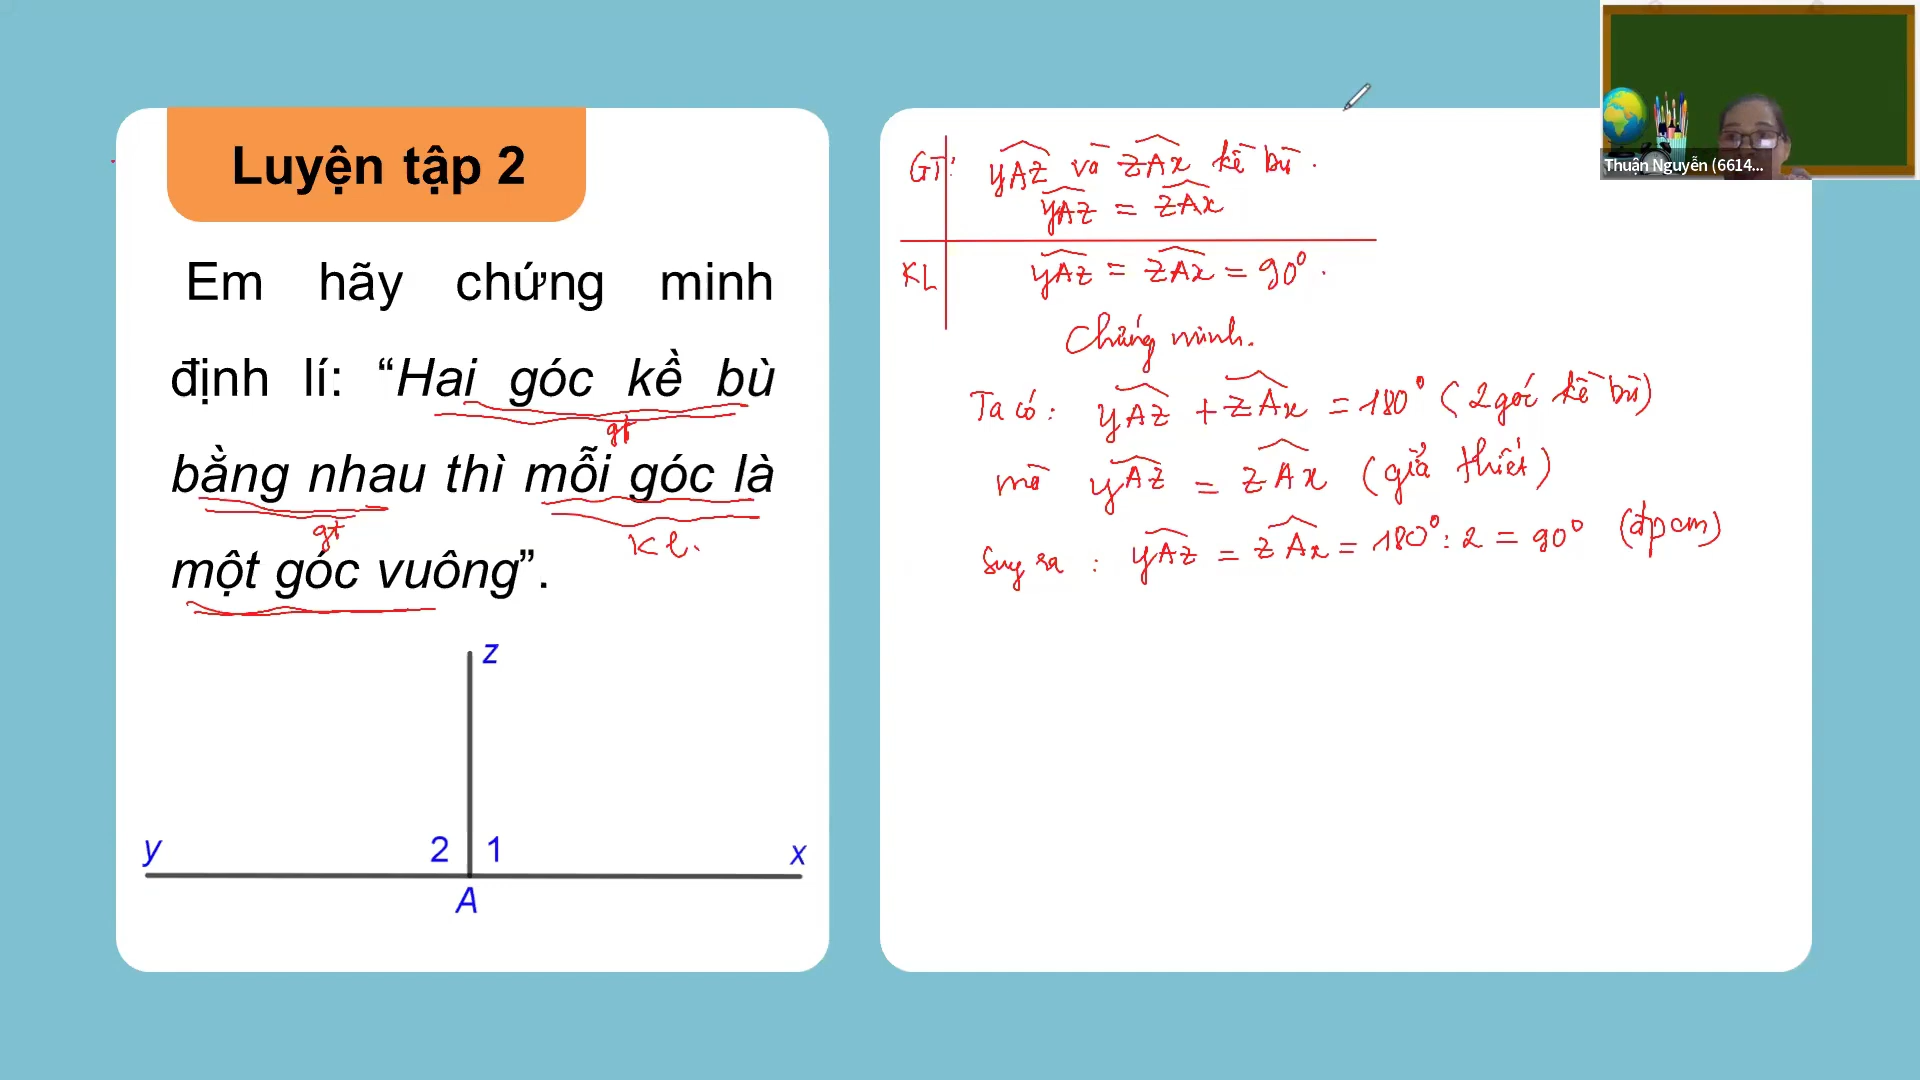 Luyện tập 2
Em hãy chứng minh
định lí: “Hai góc kề bù
gt
bằng nhau thì mỗi góc là
gt
KL.
một góc vuông”.
z
y
2
1
x
A
GT: yAz và zAx kề bù.
yAz = zAx
KL yAz = zAx = 90°.
Chứng minh.
Ta có: yAz + zAx = 180° (2 góc kề bù)
mà yAz = zAx (giả thiết)
Suy ra : yAz = zAx = 180° : 2 = 90° (đpcm)
Thuận Nguyễn (6614...